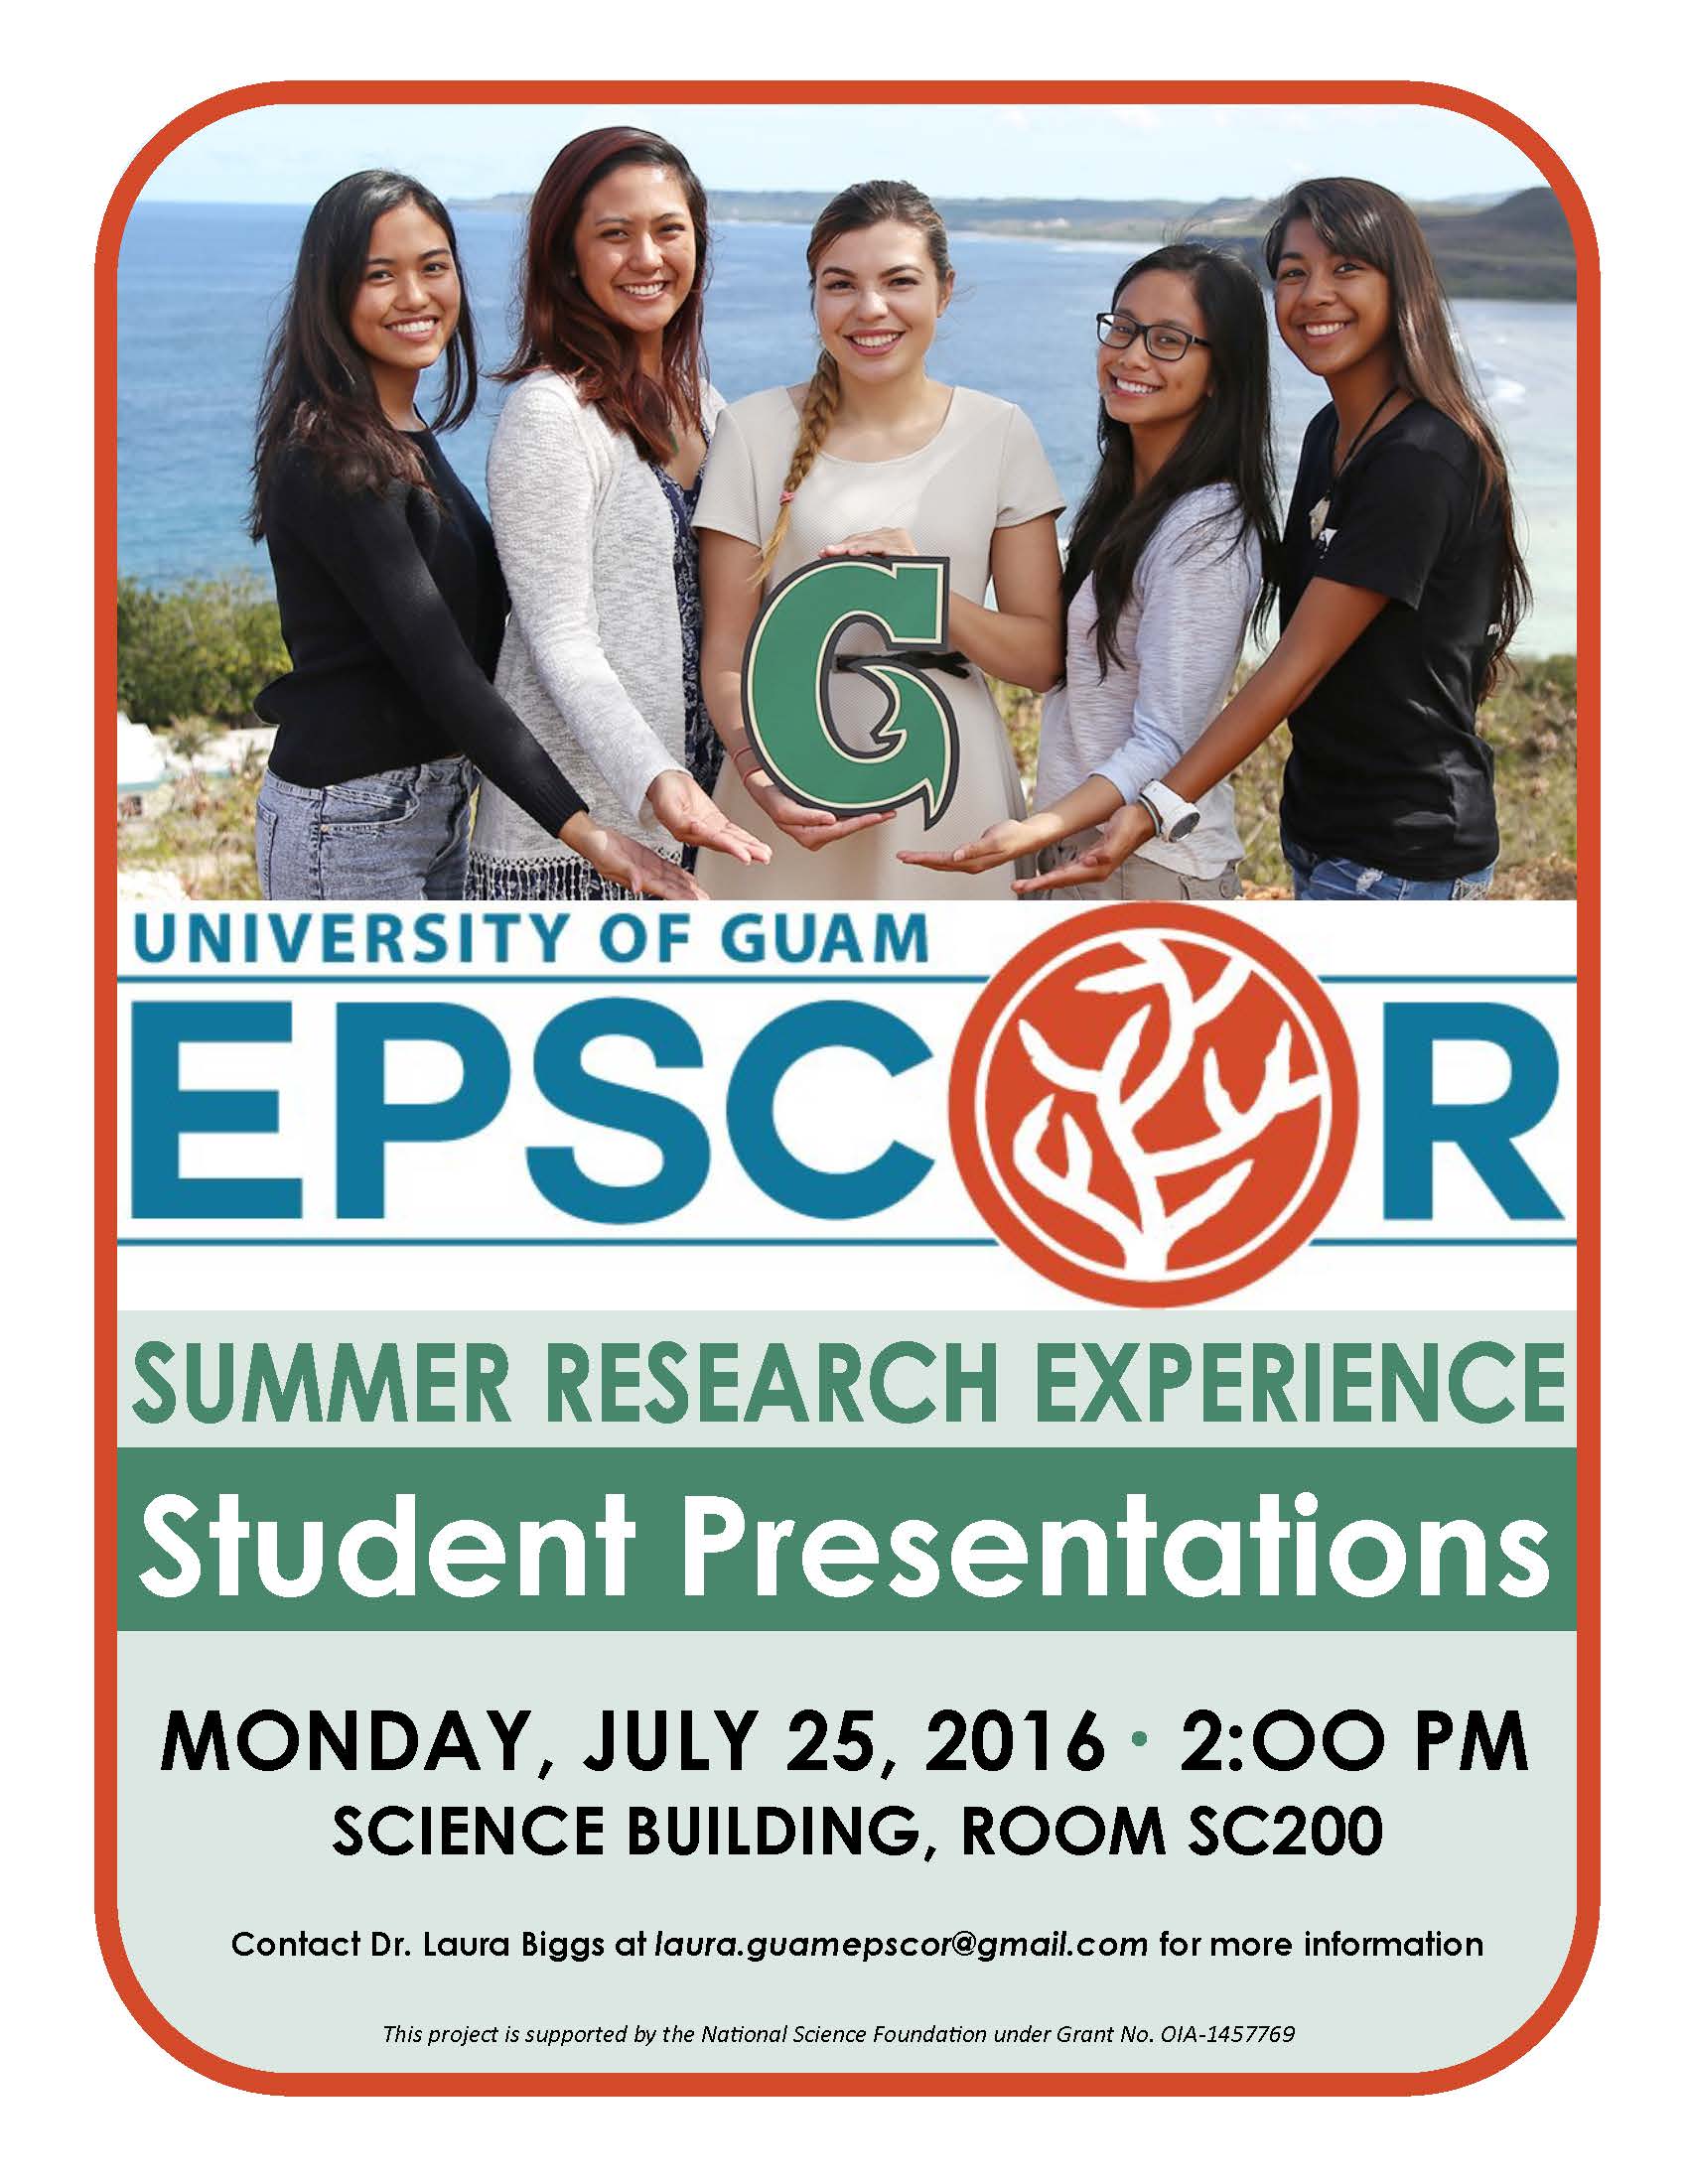 G
UNIVERSITY OF GUAM
EPSCOR
SUMMER RESEARCH EXPERIENCE
Student Presentations
MONDAY, JULY 25, 2016 · 2:00 PM
SCIENCE BUILDING, ROOM SC200
Contact Dr. Laura Biggs at laura.guamepscor@gmail.com for more information
This project is supported by the National Science Foundation under Grant No. OIA-1457769